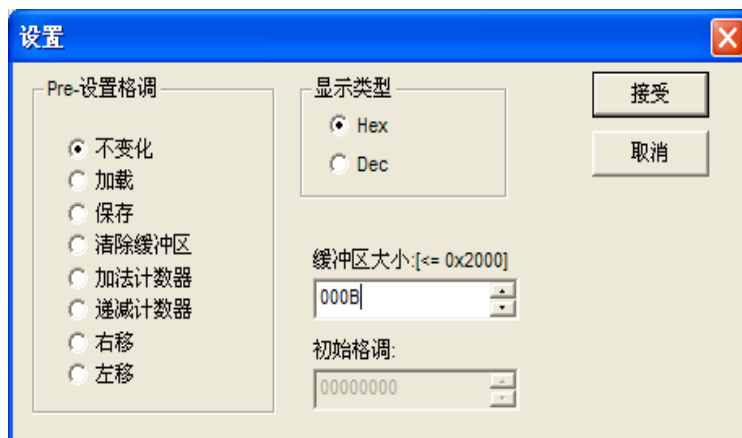 设置
Pre-设置格调
不变化
加载
保存
清除缓冲区
加法计数器
递减计数器
右移
左移
显示类型
Hex
Dec
缓冲区大小:[<= 0x2000]
000B
初始格调:
00000000
接受
取消